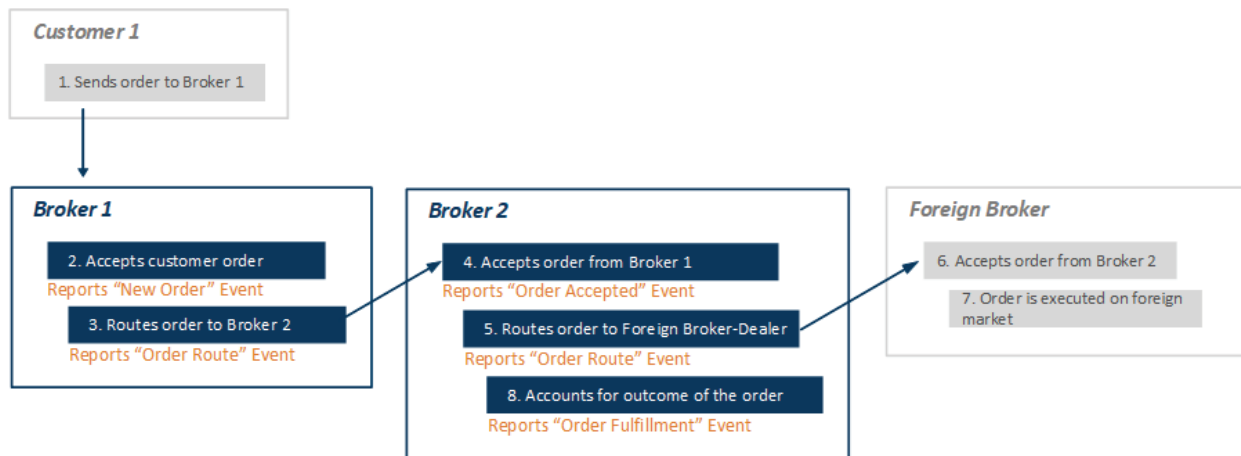 Customer 1
1. Sends order to Broker 1
Broker 1
2. Accepts customer order
Reports “New Order” Event
3. Routes order to Broker 2
Reports “Order Route” Event
Broker 2
4. Accepts order from Broker 1
Reports “Order Accepted” Event
5. Routes order to Foreign Broker-Dealer
Reports “Order Route” Event
8. Accounts for outcome of the order
Reports “Order Fulfillment” Event
Foreign Broker
6. Accepts order from Broker 2
7. Order is executed on foreign
market